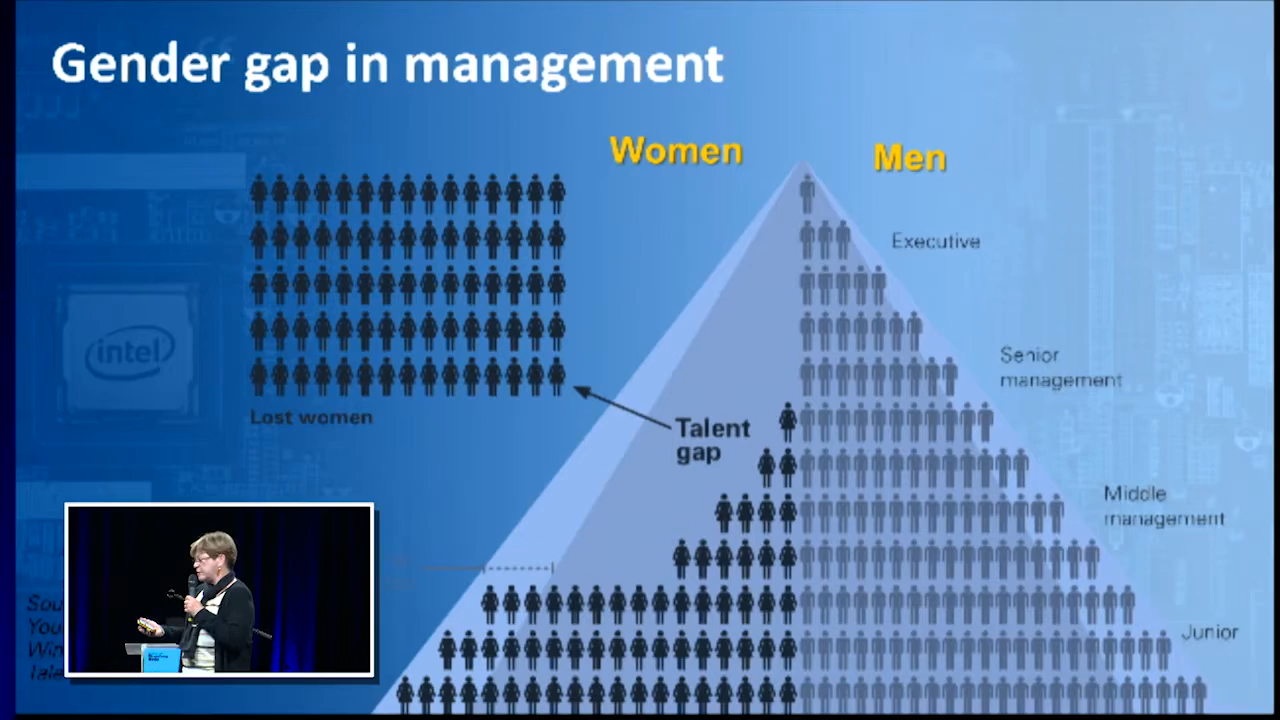 Gender gap in management
Women
Men
Executive
Senior
management
intel
Lost women
Talent
gap
Middle
management
Junior